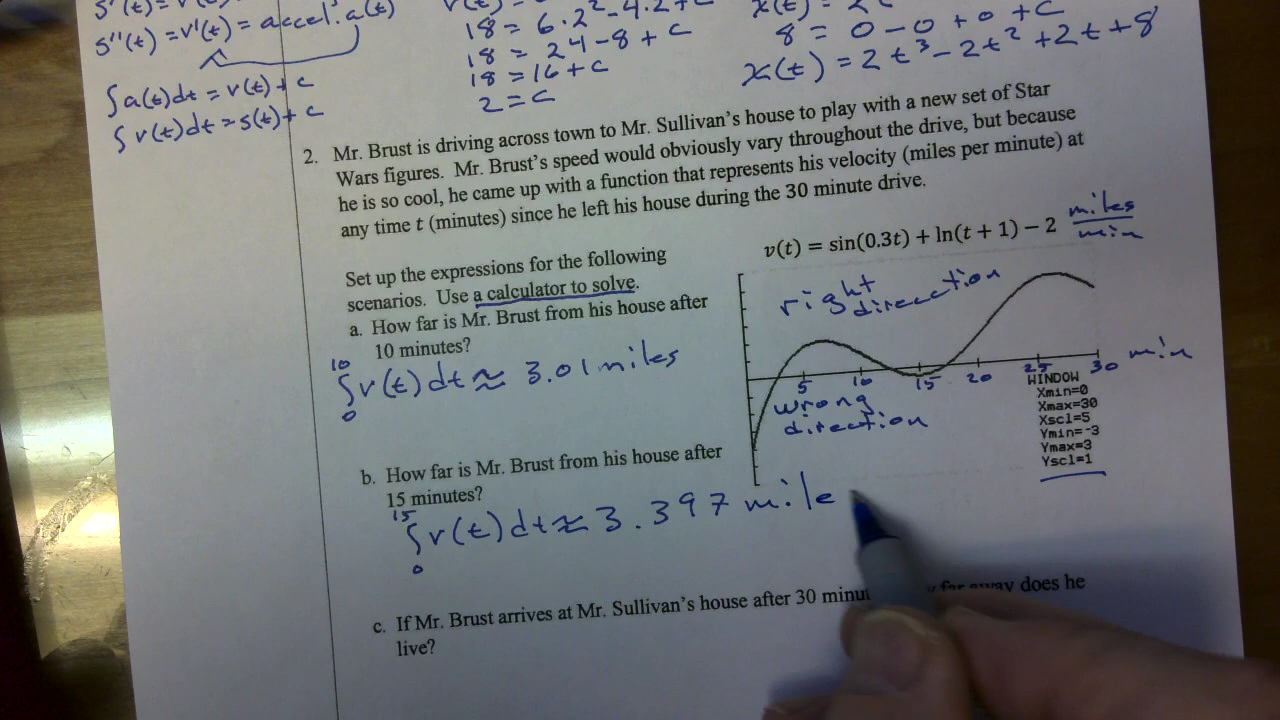 s'(t) = v(t) =
s''(t) = v'(t) = accel. a(t)
∫a(t)dt = v(t) + c
∫v(t)dt = s(t) + c
18 = 6·2² - 4·2 + c
18 = 24 - 8 + c
18 = 16 + c
2 = c
x(t) = 2t
8 = 0 - 0 + 0 + C
x(t) = 2t³ - 2t² + 2t + 8
2. Mr. Brust is driving across town to Mr. Sullivan's house to play with a new set of Star
Wars figures. Mr. Brust's speed would obviously vary throughout the drive, but because
he is so cool, he came up with a function that represents his velocity (miles per minute) at
any time t (minutes) since he left his house during the 30 minute drive.
v(t) = sin(0.3t) + ln(t + 1) − 2 miles/min
Set up the expressions for the following
scenarios. Use a calculator to solve.
a. How far is Mr. Brust from his house after
10 minutes?
∫₀¹⁰ v(t)dt ≈ 3.01 miles
right
direcction
5 10 15 20 25 30 min
wrong
direction
WINDOW
Xmin=0
Xmax=30
Xscl=5
Ymin=-3
Ymax=3
Yscl=1
b. How far is Mr. Brust from his house after
15 minutes?
∫₀¹⁵ v(t)dt ≈ 3.397 mile
c. If Mr. Brust arrives at Mr. Sullivan's house after 30 minut far away does he
live?